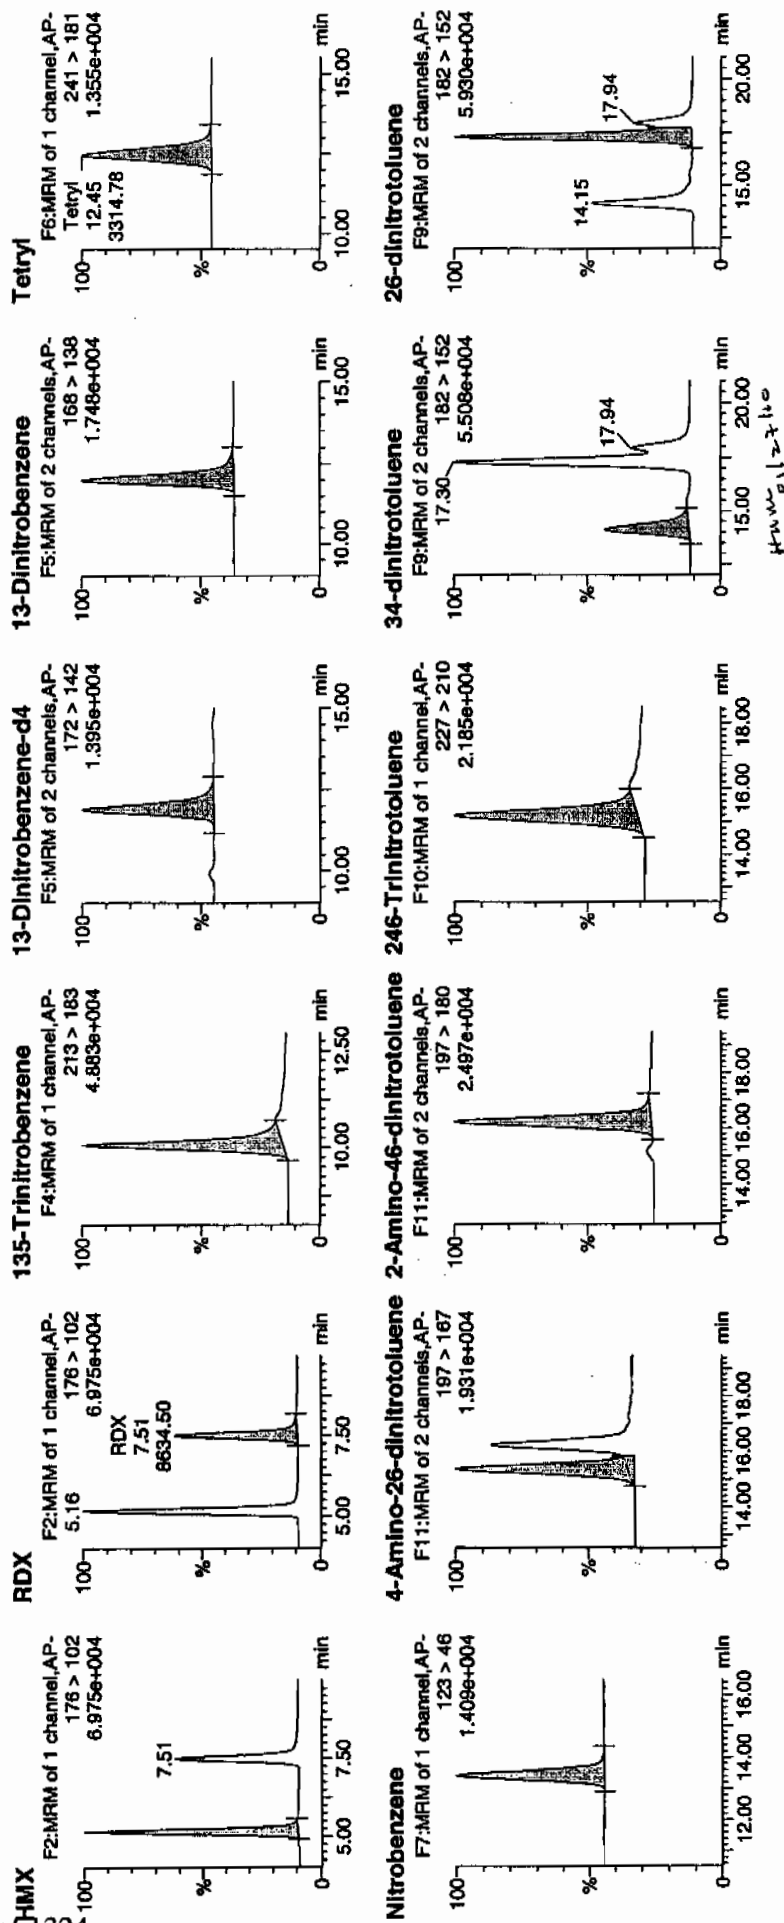 HMX
F2:MRM of 1 channel,AP-
176 > 102
6.975e+004
100
%
0
7.51
5.00 7.50 min
RDX
F2:MRM of 1 channel,AP-
176 > 102
6.975e+004
100
%
0
5.16
RDX
7.51
8634.50
5.00 7.50 min
135-Trinitrobenzene
F4:MRM of 1 channel,AP-
213 > 183
4.883e+004
100
%
0
10.00 12.50 min
13-Dinitrobenzene-d4
F5:MRM of 2 channels,AP-
172 > 142
1.395e+004
100
%
0
10.00 15.00 min
13-Dinitrobenzene
F5:MRM of 2 channels,AP-
168 > 138
1.748e+004
100
%
0
10.00 15.00 min
Tetryl
F6:MRM of 1 channel,AP-
241 > 181
1.355e+004
100
%
0
Tetryl
12.45
3314.78
10.00 15.00 min
Nitrobenzene
F7:MRM of 1 channel,AP-
123 > 46
1.409e+004
100
%
0
12.00 14.00 16.00 min
4-Amino-26-dinitrotoluene
F11:MRM of 2 channels,AP-
197 > 167
1.931e+004
100
%
0
14.00 16.00 18.00 min
2-Amino-46-dinitrotoluene
F11:MRM of 2 channels,AP-
197 > 180
2.497e+004
100
%
0
14.00 16.00 18.00 min
246-Trinitrotoluene
F10:MRM of 1 channel,AP-
227 > 210
2.185e+004
100
%
0
14.00 16.00 18.00 min
34-dinitrotoluene
F9:MRM of 2 channels,AP-
182 > 152
5.508e+004
100
%
0
17.30
17.94
15.00 20.00 min
26-dinitrotoluene
F9:MRM of 2 channels,AP-
182 > 152
5.930e+004
100
%
0
14.15
17.94
15.00 20.00 min